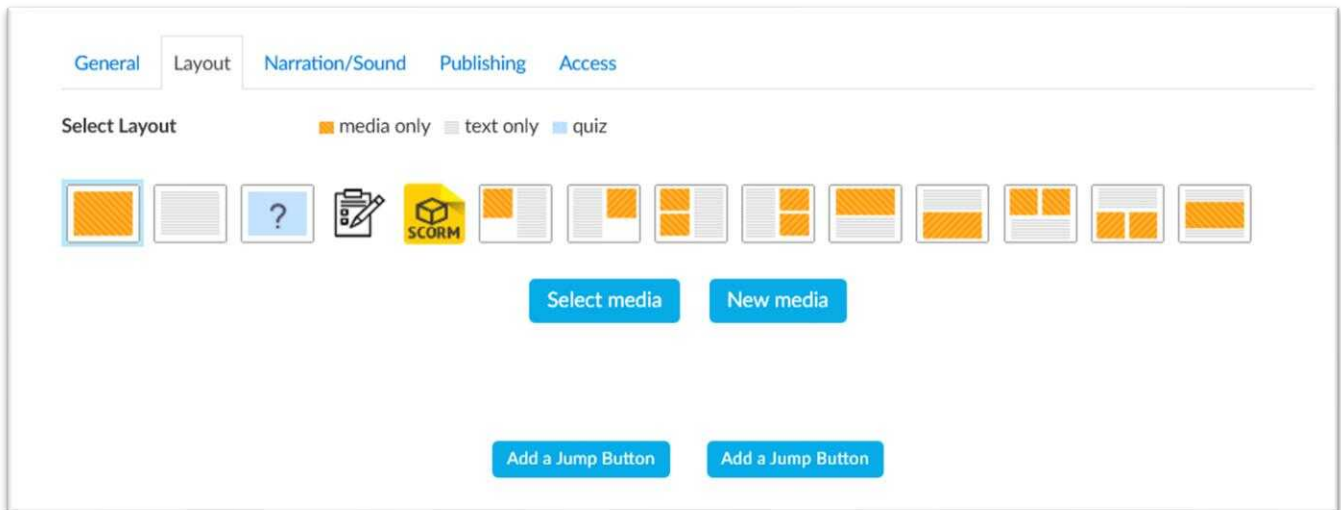 General Layout Narration/Sound Publishing Access
Select Layout media only text only quiz
?
SCORM
Select media New media
Add a Jump Button Add a Jump Button